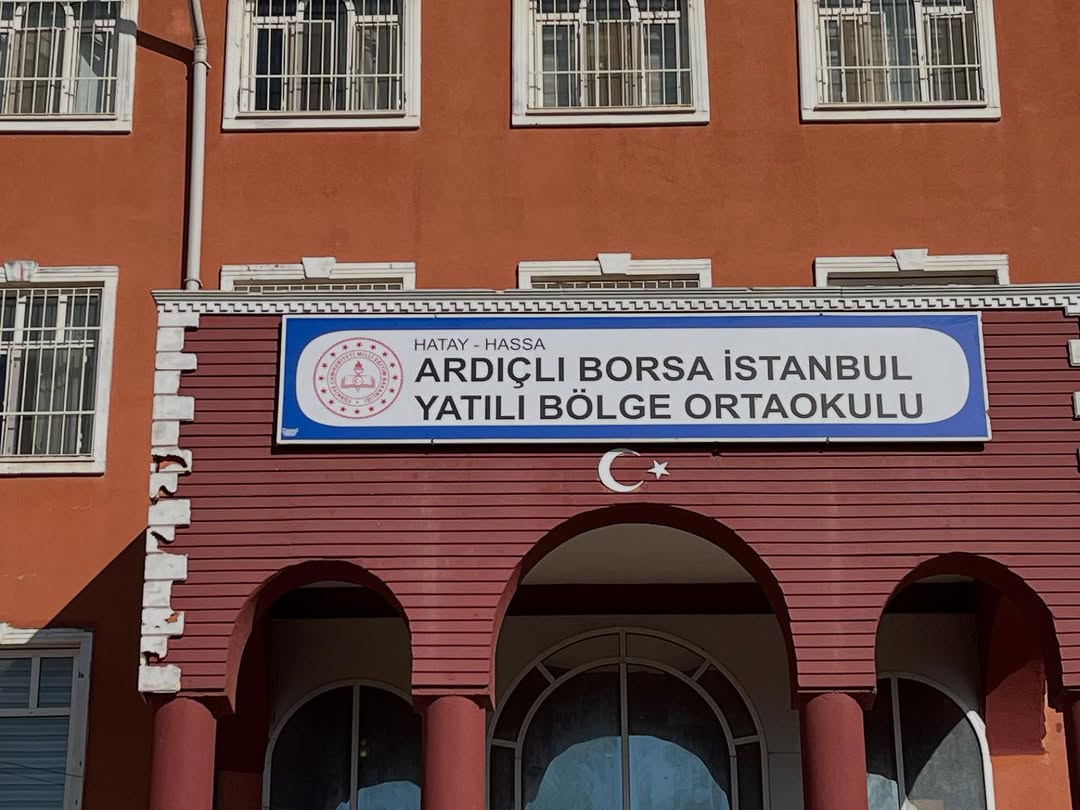 HATAY - HASSA
ARDIÇLI BORSA İSTANBUL
YATILI BÖLGE ORTAOKULU